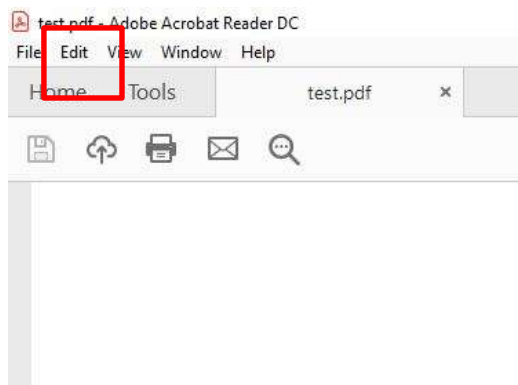 test.pdf - Adobe Acrobat Reader DC
File Edit View Window Help
Home Tools test.pdf ×